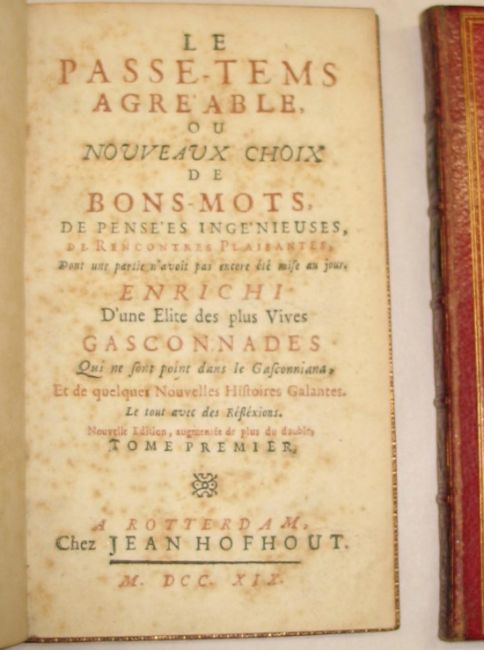 LE
PASSE-TEMS
AGRE'ABLE,
OU
NOUVEAUX CHOIX
DE
BONS-MOTS,
DE PENSE'ES INGE'NIEUSES,
DE RENCONTRES PLAISANTES,
Dont une partie n'avoit pas encore été mise au jour,
ENRICHI
D'une Elite des plus Vives
GASCONNADES
Qui ne sont point dans le Gasconiana,
Et de quelques Nouvelles Histoires Galantes.
Le tout avec des Réfléxions.
Nouvelle Edition, augmentée de plus du double,
TOME PREMIER,
A ROTTERDAM,
Chez JEAN HOFHOUT.
M. DCC. XIX.